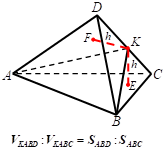 D
F
h
K
A
h
C
E
B
V_{KABD} : V_{KABC} = S_{ABD} : S_{ABC}